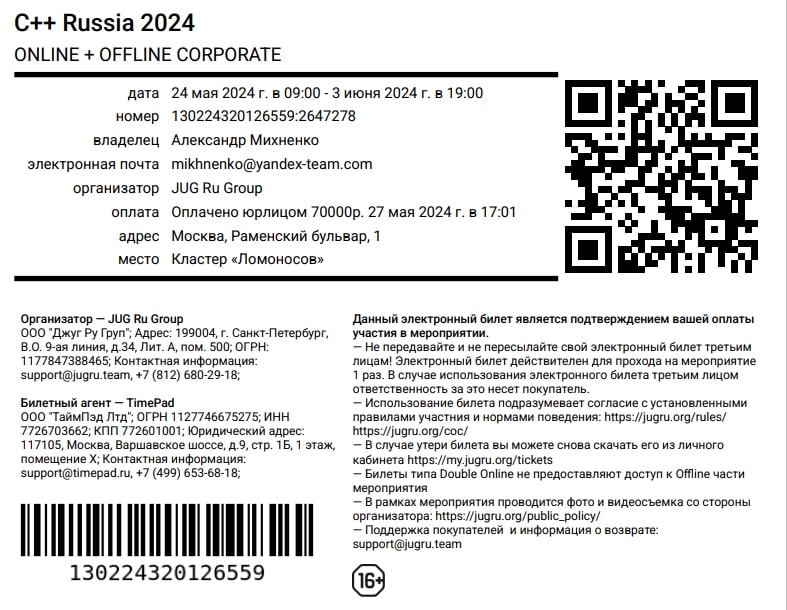 C++ Russia 2024
ONLINE + OFFLINE CORPORATE
дата 24 мая 2024 г. в 09:00 - 3 июня 2024 г. в 19:00
номер 130224320126559:2647278
владелец Александр Михненко
электронная почта mikhnenko@yandex-team.com
организатор JUG Ru Group
оплата Оплачено юрлицом 70000р. 27 мая 2024 г. в 17:01
адрес Москва, Раменский бульвар, 1
место Кластер «Ломоносов»
Организатор — JUG Ru Group
ООО "Джуг Ру Груп"; Адрес: 199004, г. Санкт-Петербург,
В.О. 9-ая линия, д.34, Лит. А, пом. 500; ОГРН:
1177847388465; Контактная информация:
support@jugru.team, +7 (812) 680-29-18;
Билетный агент — TimePad
ООО "ТаймПэд Лтд"; ОГРН 1127746675275; ИНН
7726703662; КПП 772601001; Юридический адрес:
117105, Москва, Варшавское шоссе, д.9, стр. 1Б, 1 этаж,
помещение X; Контактная информация:
support@timepad.ru, +7 (499) 653-68-18;
130224320126559
Данный электронный билет является подтверждением вашей оплаты
участия в мероприятии.
— Не передавайте и не пересылайте свой электронный билет третьим
лицам! Электронный билет действителен для прохода на мероприятие
1 раз. В случае использования электронного билета третьим лицом
ответственность за это несет покупатель.
— Использование билета подразумевает согласие с установленными
правилами участия и нормами поведения: https://jugru.org/rules/
https://jugru.org/coc/
— В случае утери билета вы можете снова скачать его из личного
кабинета https://my.jugru.org/tickets
— Билеты типа Double Online не предоставляют доступ к Offline части
мероприятия
— В рамках мероприятия проводится фото и видеосъемка со стороны
организатора: https://jugru.org/public_policy/
— Поддержка покупателей и информация о возврате:
support@jugru.team
16+